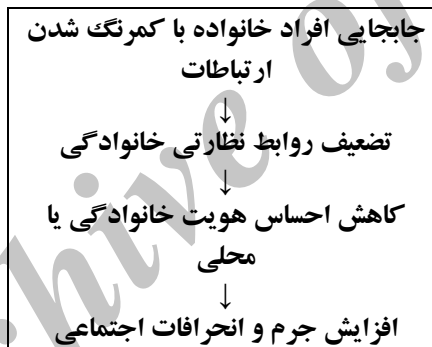 جابجایی افراد خانواده با کمرنگ شدن
ارتباطات
↓
تضعیف روابط نظارتی خانوادگی
↓
کاهش احساس هویت خانوادگی یا
محلی
↓
افزایش جرم و انحرافات اجتماعی